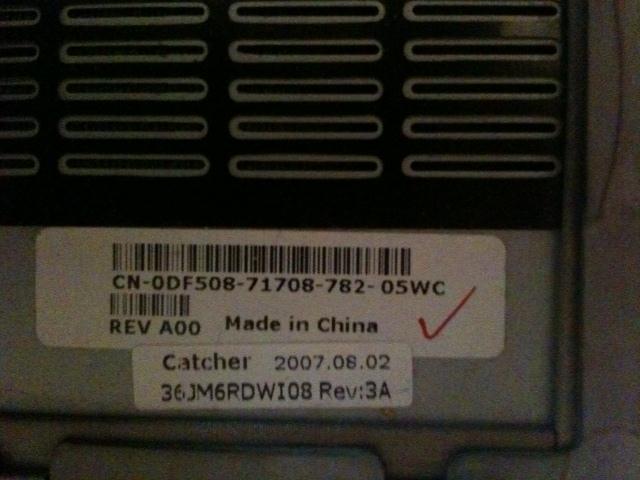 CN-0DF508-71708-782-05WC
REV A00 Made in China
Catcher 2007.08.02
36JM6RDWI08 Rev:3A